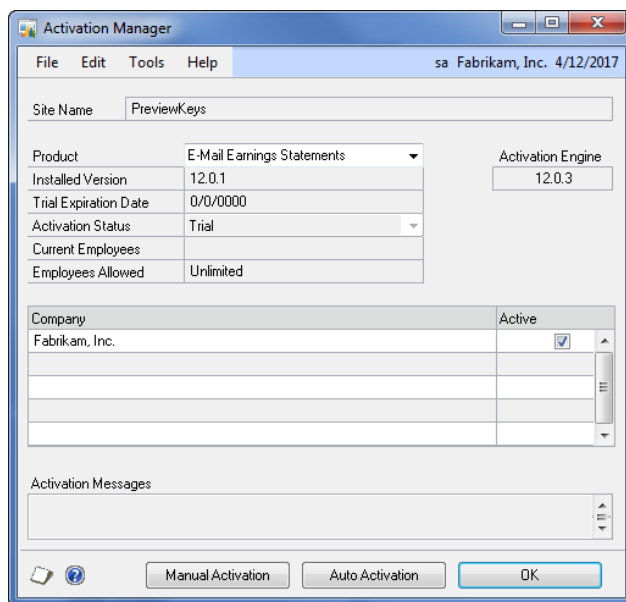 Activation Manager
File Edit Tools Help sa Fabrikam, Inc. 4/12/2017
Site Name PreviewKeys
Product E-Mail Earnings Statements Activation Engine
Installed Version 12.0.1 12.0.3
Trial Expiration Date 0/0/0000
Activation Status Trial
Current Employees
Employees Allowed Unlimited
Company Active
Fabrikam, Inc.
Activation Messages
Manual Activation Auto Activation OK